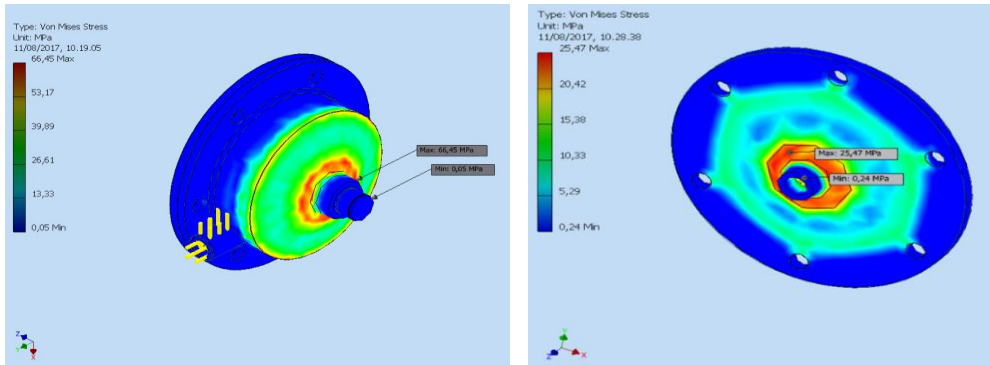 Type: Von Mises Stress
Unit: MPa
11/08/2017, 10.19.05
66,45 Max
53,17
39,89
26,61
13,33
0,05 Min
Max: 66,45 MPa
Min: 0,05 MPa
Z
Y
X
Type: Von Mises Stress
Unit: MPa
11/08/2017, 10.28.38
25,47 Max
20,42
15,38
10,33
5,29
0,24 Min
Max: 25,47 MPa
Min: 0,24 MPa
Y
Z
X